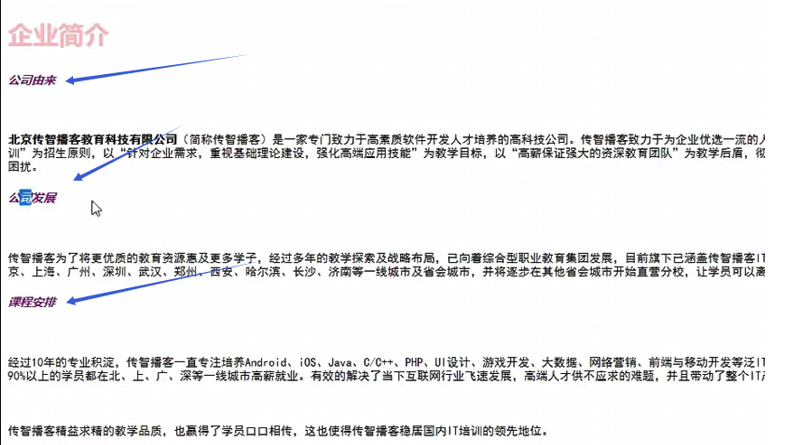 企业简介
公司由来
北京传智播客教育科技有限公司（简称传智播客）是一家专门致力于高素质软件开发人才培养的高科技公司。传智播客致力于为企业优选一流的人
训”为招生原则，以“针对企业需求，重视基础理论建设，强化高端应用技能”为教学目标，以“高薪保证强大的资深教育团队”为教学后盾，彻
困扰。
公司发展
传智播客为了将更优质的教育资源惠及更多学子，经过多年的教学探索及战略布局，已向着综合型职业教育集团发展，目前旗下已涵盖传智播客IT
京、上海、广州、深圳、武汉、郑州、西安、哈尔滨、长沙、济南等一线城市及省会城市，并将逐步在其他省会城市开始直营分校，让学员可以离
课程安排
经过10年的专业积淀，传智播客一直专注培养Android、iOS、Java、C/C++、PHP、UI设计、游戏开发、大数据、网络营销、前端与移动开发等泛IT
90%以上的学员都在北、上、广、深等一线城市高薪就业。有效的解决了当下互联网行业飞速发展，高端人才供不应求的难题，并且带动了整个IT
传智播客精益求精的教学品质，也赢得了学员口口相传，这也使得传智播客稳居国内IT培训的领先地位。